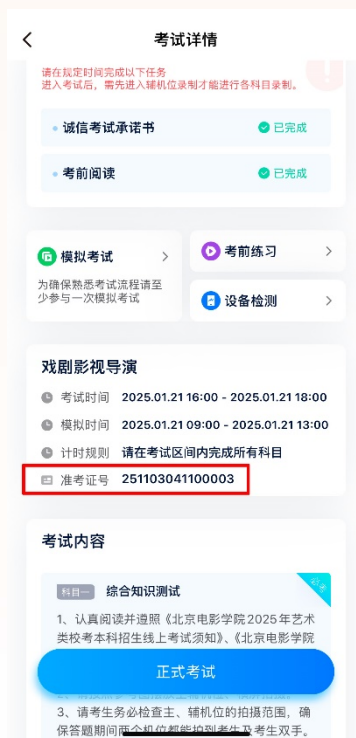 考试详情
请在规定时间完成以下任务
进入考试后，需先进入辅机位录制才能进行各科目录制。
诚信考试承诺书 已完成
考前阅读 已完成
模拟考试
考前练习
为确保熟悉考试流程请至
少参与一次模拟考试
设备检测
戏剧影视导演
考试时间 2025.01.21 16:00 - 2025.01.21 18:00
模拟时间 2025.01.21 09:00 - 2025.01.21 13:00
计时规则 请在考试区间内完成所有科目
准考证号 251103041100003
考试内容
科目一 综合知识测试 必考
1、认真阅读并遵照《北京电影学院2025年艺术
类校考本科招生线上考试须知》、《北京电影学院
正式考试
3、请考生务必检查主、辅机位的拍摄范围，确
保答题期间两个机位都能拍到考生及考生双手。